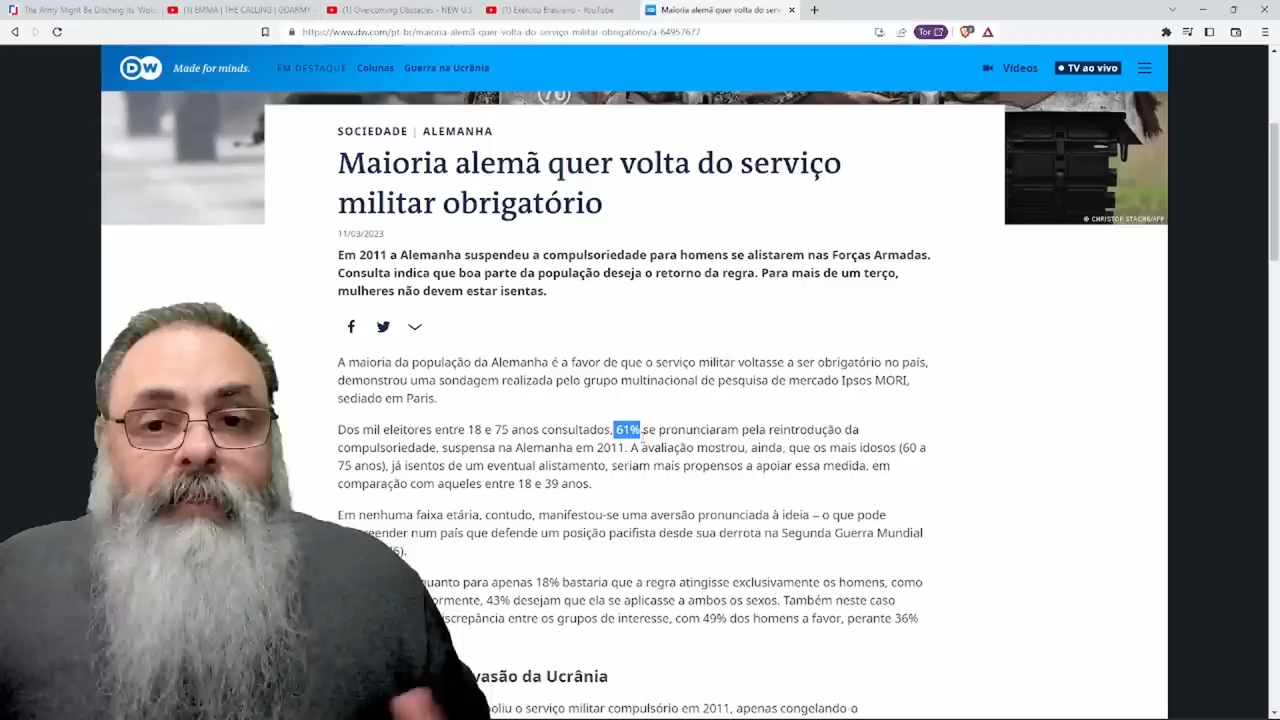 The Army Might Be Ditching Its 'Woke
(1) EMMA | THE CALLING | GOARMY -
(1) Overcoming Obstacles - NEW U.S
(1) Exército Brasileiro - YouTube
Maioria alemã quer volta do serv
https://www.dw.com/pt-br/maioria-alemã-quer-volta-do-serviço-militar-obrigatório/a-64957677
Tor
DW
Made for minds.
EM DESTAQUE
Colunas
Guerra na Ucrânia
Vídeos
TV ao vivo
© CHRISTOF STACHE/AFP
SOCIEDADE | ALEMANHA
Maioria alemã quer volta do serviço
militar obrigatório
11/03/2023
Em 2011 a Alemanha suspendeu a compulsoriedade para homens se alistarem nas Forças Armadas.
Consulta indica que boa parte da população deseja o retorno da regra. Para mais de um terço,
mulheres não devem estar isentas.
A maioria da população da Alemanha é a favor de que o serviço militar voltasse a ser obrigatório no país,
demonstrou uma sondagem realizada pelo grupo multinacional de pesquisa de mercado Ipsos MORI,
sediado em Paris.
Dos mil eleitores entre 18 e 75 anos consultados, 61% se pronunciaram pela reintrodução da
compulsoriedade, suspensa na Alemanha em 2011. A avaliação mostrou, ainda, que os mais idosos (60 a
75 anos), já isentos de um eventual alistamento, seriam mais propensos a apoiar essa medida, em
comparação com aqueles entre 18 e 39 anos.
Em nenhuma faixa etária, contudo, manifestou-se uma aversão pronunciada à ideia – o que pode
reender num país que defende um posição pacifista desde sua derrota na Segunda Guerra Mundial
uanto para apenas 18% bastaria que a regra atingisse exclusivamente os homens, como
ormente, 43% desejam que ela se aplicasse a ambos os sexos. Também neste caso
iscrepância entre os grupos de interesse, com 49% dos homens a favor, perante 36%
vasão da Ucrânia
oliu o serviço militar compulsório em 2011, apenas congelando-o